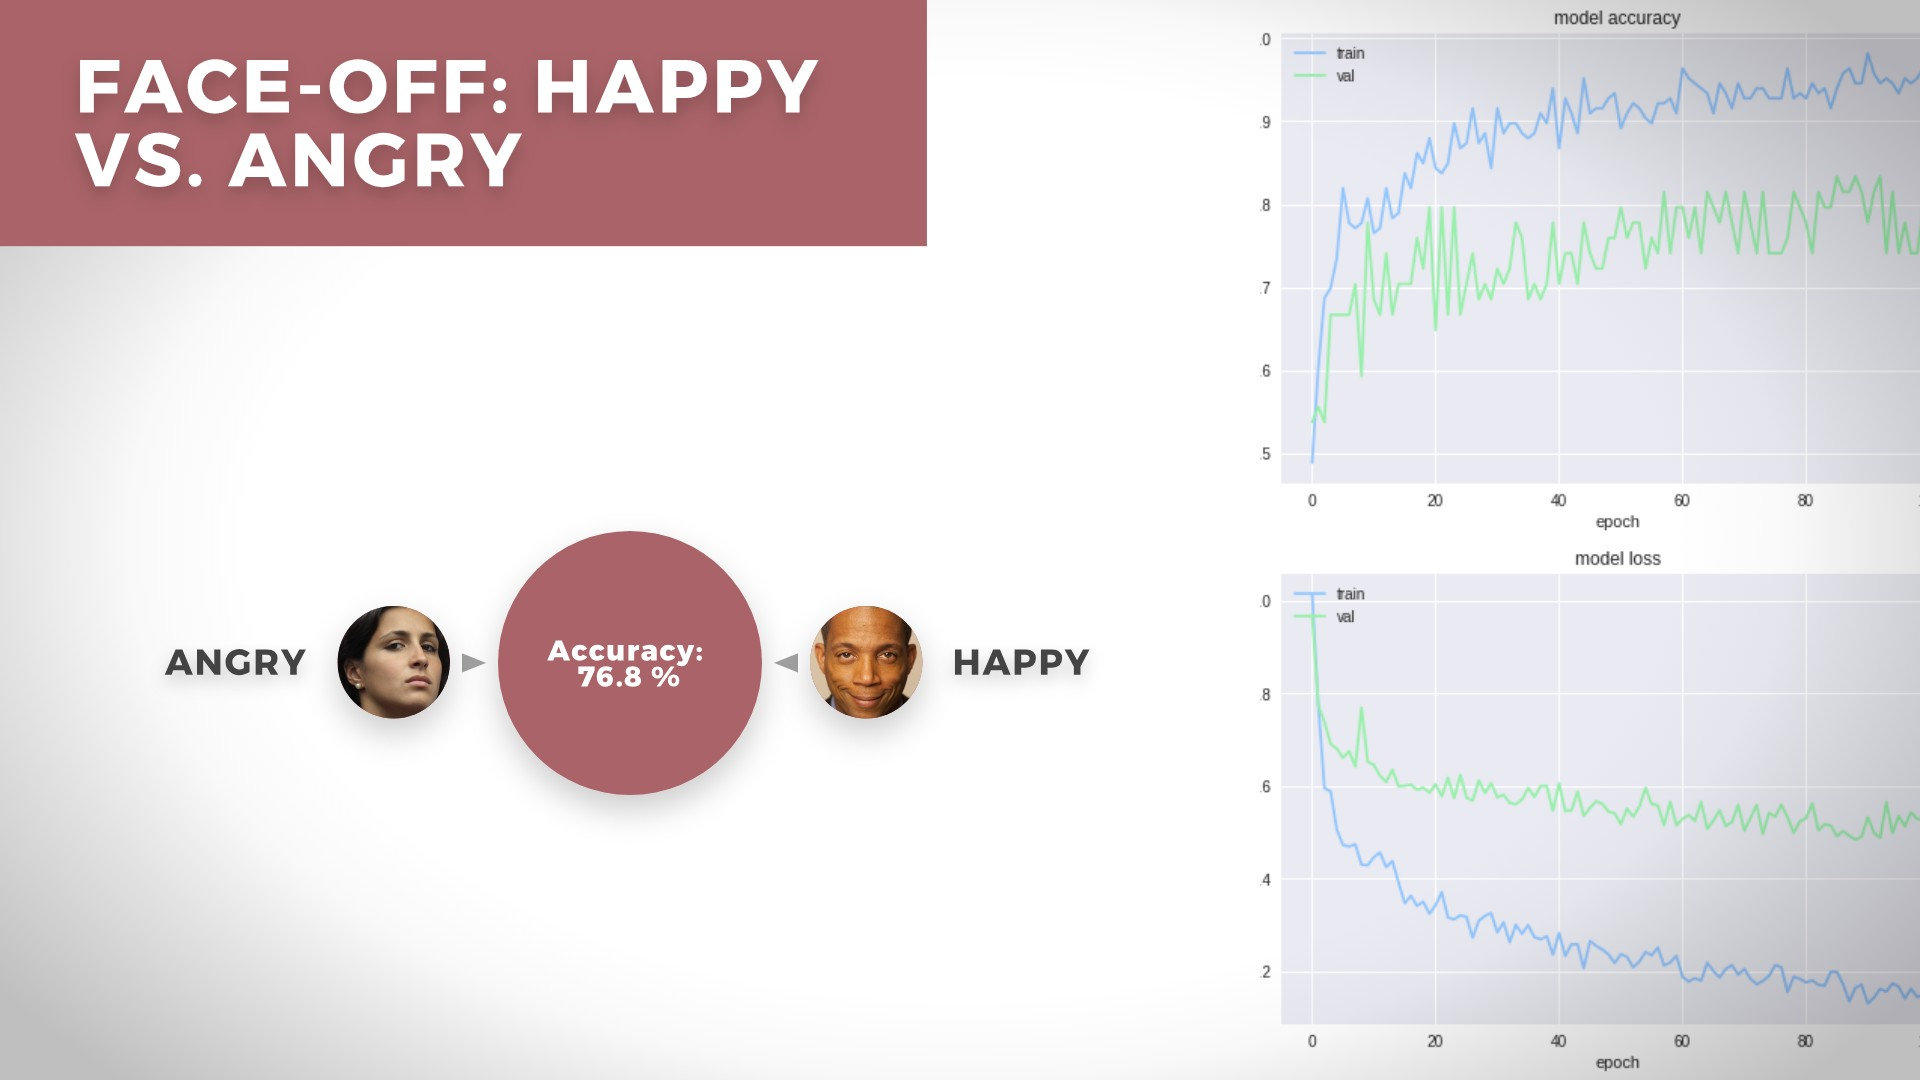 FACE-OFF: HAPPY
VS. ANGRY
ANGRY
Accuracy:
76.8 %
HAPPY
model accuracy
train
val
.0
.9
.8
.7
.6
.5
0 20 40 60 80
epoch
model loss
train
val
.0
.8
.6
.4
.2
0 20 40 60 80
epoch